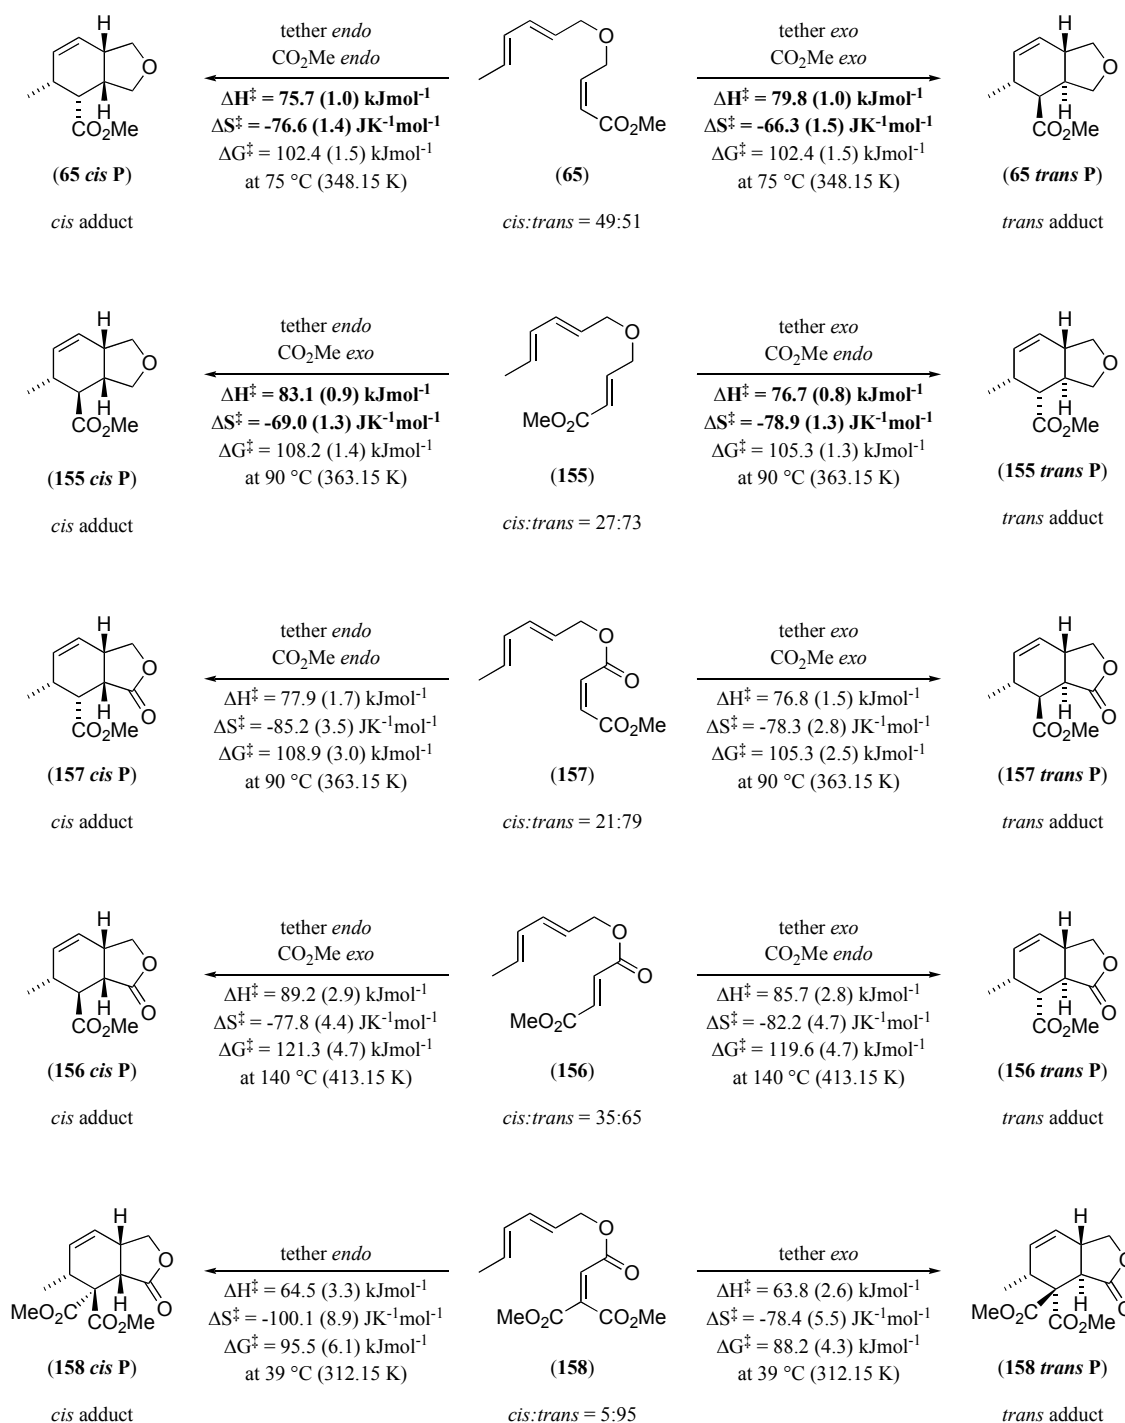 H
O
H
CO2Me
(65 cis P)
cis adduct
tether endo
CO2Me endo
ΔH‡ = 75.7 (1.0) kJmol-1
ΔS‡ = -76.6 (1.4) JK-1mol-1
ΔG‡ = 102.4 (1.5) kJmol-1
at 75 °C (348.15 K)
O
CO2Me
(65)
cis:trans = 49:51
tether exo
CO2Me exo
ΔH‡ = 79.8 (1.0) kJmol-1
ΔS‡ = -66.3 (1.5) JK-1mol-1
ΔG‡ = 102.4 (1.5) kJmol-1
at 75 °C (348.15 K)
H
O
H
CO2Me
(65 trans P)
trans adduct
H
O
H
CO2Me
(155 cis P)
cis adduct
tether endo
CO2Me exo
ΔH‡ = 83.1 (0.9) kJmol-1
ΔS‡ = -69.0 (1.3) JK-1mol-1
ΔG‡ = 108.2 (1.4) kJmol-1
at 90 °C (363.15 K)
O
MeO2C
(155)
cis:trans = 27:73
tether exo
CO2Me endo
ΔH‡ = 76.7 (0.8) kJmol-1
ΔS‡ = -78.9 (1.3) JK-1mol-1
ΔG‡ = 105.3 (1.3) kJmol-1
at 90 °C (363.15 K)
H
O
H
CO2Me
(155 trans P)
trans adduct
H
O
H
O
CO2Me
(157 cis P)
cis adduct
tether endo
CO2Me endo
ΔH‡ = 77.9 (1.7) kJmol-1
ΔS‡ = -85.2 (3.5) JK-1mol-1
ΔG‡ = 108.9 (3.0) kJmol-1
at 90 °C (363.15 K)
O
O
CO2Me
(157)
cis:trans = 21:79
tether exo
CO2Me exo
ΔH‡ = 76.8 (1.5) kJmol-1
ΔS‡ = -78.3 (2.8) JK-1mol-1
ΔG‡ = 105.3 (2.5) kJmol-1
at 90 °C (363.15 K)
H
O
H
O
CO2Me
(157 trans P)
trans adduct
H
O
H
O
CO2Me
(156 cis P)
cis adduct
tether endo
CO2Me exo
ΔH‡ = 89.2 (2.9) kJmol-1
ΔS‡ = -77.8 (4.4) JK-1mol-1
ΔG‡ = 121.3 (4.7) kJmol-1
at 140 °C (413.15 K)
O
O
MeO2C
(156)
cis:trans = 35:65
tether exo
CO2Me endo
ΔH‡ = 85.7 (2.8) kJmol-1
ΔS‡ = -82.2 (4.7) JK-1mol-1
ΔG‡ = 119.6 (4.7) kJmol-1
at 140 °C (413.15 K)
H
O
H
O
CO2Me
(156 trans P)
trans adduct
H
O
H
O
MeO2C
CO2Me
(158 cis P)
cis adduct
tether endo
ΔH‡ = 64.5 (3.3) kJmol-1
ΔS‡ = -100.1 (8.9) JK-1mol-1
ΔG‡ = 95.5 (6.1) kJmol-1
at 39 °C (312.15 K)
O
O
MeO2C
CO2Me
(158)
cis:trans = 5:95
tether exo
ΔH‡ = 63.8 (2.6) kJmol-1
ΔS‡ = -78.4 (5.5) JK-1mol-1
ΔG‡ = 88.2 (4.3) kJmol-1
at 39 °C (312.15 K)
H
O
H
O
MeO2C
CO2Me
(158 trans P)
trans adduct